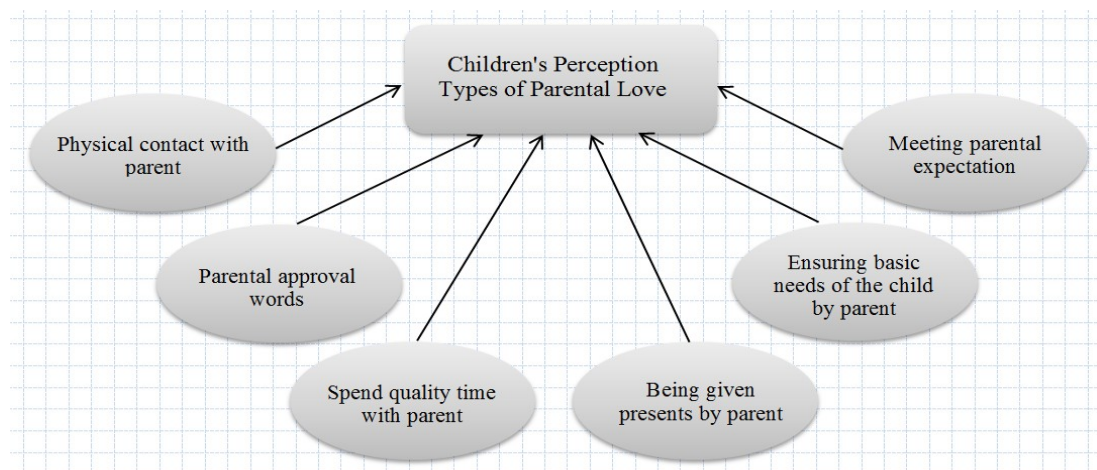 Children's Perception
Types of Parental Love
Physical contact with
parent
Meeting parental
expectation
Parental approval
words
Ensuring basic
needs of the child
by parent
Spend quality time
with parent
Being given
presents by parent